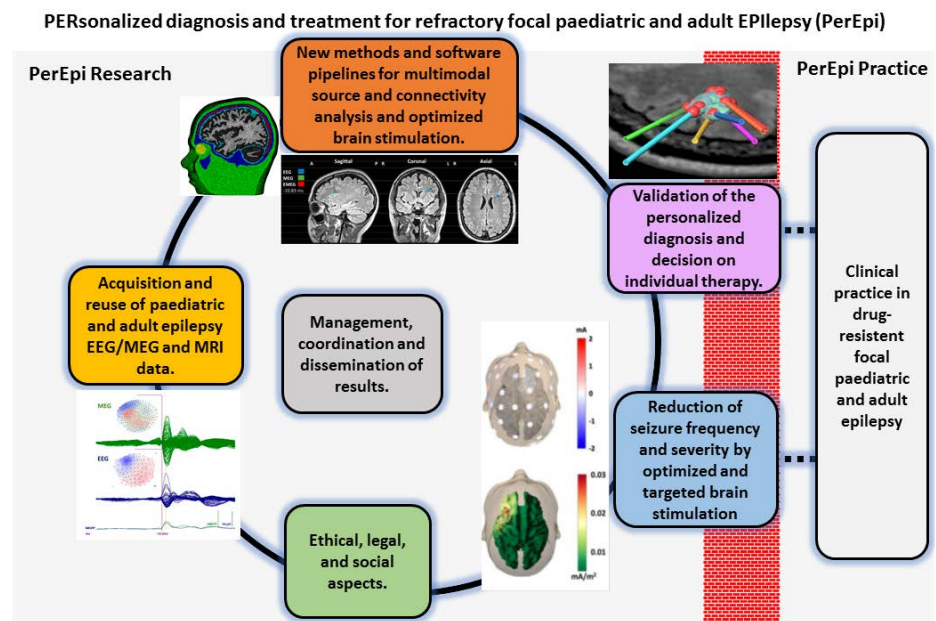 PERsonalized diagnosis and treatment for refractory focal paediatric and adult EPIlepsy (PerEpi)
PerEpi Research
New methods and software
pipelines for multimodal
source and connectivity
analysis and optimized
brain stimulation.
PerEpi Practice
A Sagittal P R Coronal L R Axial L
EEG
MEG
EMEG
Validation of the
personalized
diagnosis and
decision on
individual therapy.
Acquisition and
reuse of paediatric
and adult epilepsy
EEG/MEG and MRI
data.
Management,
coordination and
dissemination of
results.
Clinical
practice in
drug-
resistent
focal
paediatric
and adult
epilepsy
mA
2
1
0
-1
-2
Reduction of
seizure frequency
and severity by
optimized and
targeted brain
stimulation
MEG
EEG
0.03
0.02
0.01
mA/m²
Ethical, legal,
and social
aspects.